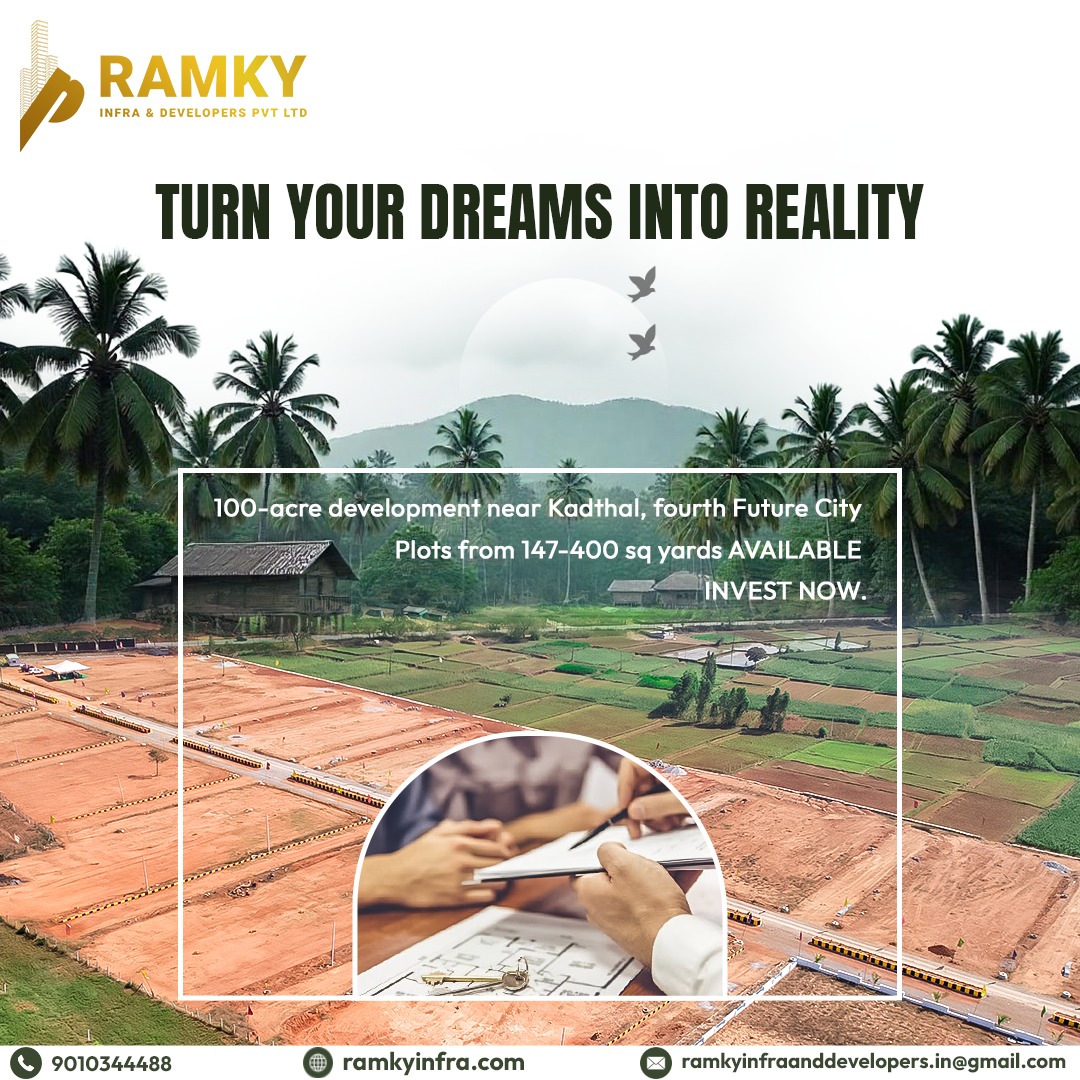 RAMKY
INFRA & DEVELOPERS PVT LTD
TURN YOUR DREAMS INTO REALITY
100-acre development near Kadthal, fourth Future City
Plots from 147-400 sq yards AVAILABLE
INVEST NOW.
9010344488
ramkyinfra.com
ramkyinfraanddevelopers.in@gmail.com